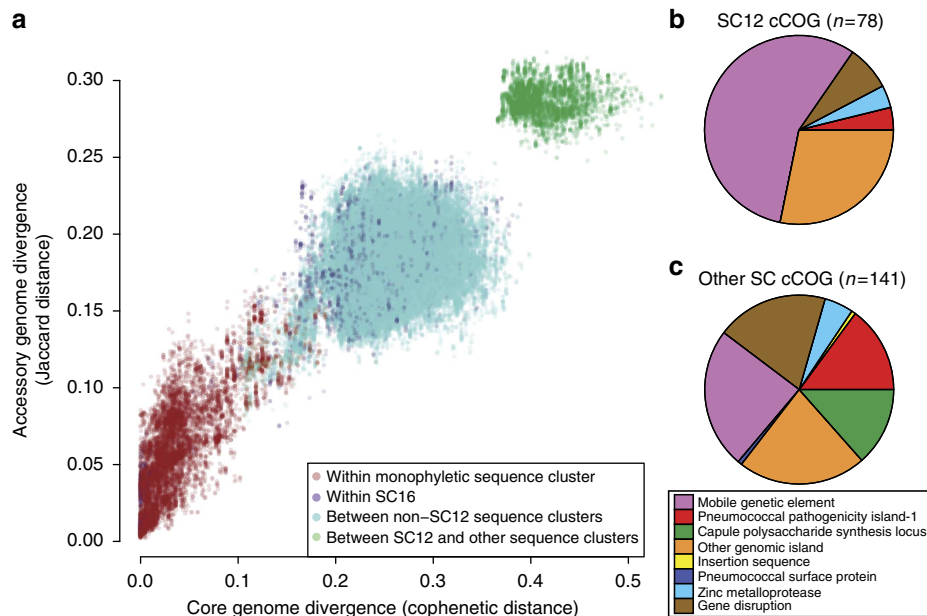 a
Accessory genome divergence
(Jaccard distance)
0.30
0.25
0.20
0.15
0.10
0.05
0.00
0.0 0.1 0.2 0.3 0.4 0.5
Core genome divergence (cophenetic distance)
Within monophyletic sequence cluster
Within SC16
Between non–SC12 sequence clusters
Between SC12 and other sequence clusters
b
SC12 cCOG (n=78)
c
Other SC cCOG (n=141)
Mobile genetic element
Pneumococcal pathogenicity island-1
Capule polysaccharide synthesis locus
Other genomic island
Insertion sequence
Pneumococcal surface protein
Zinc metalloprotease
Gene disruption